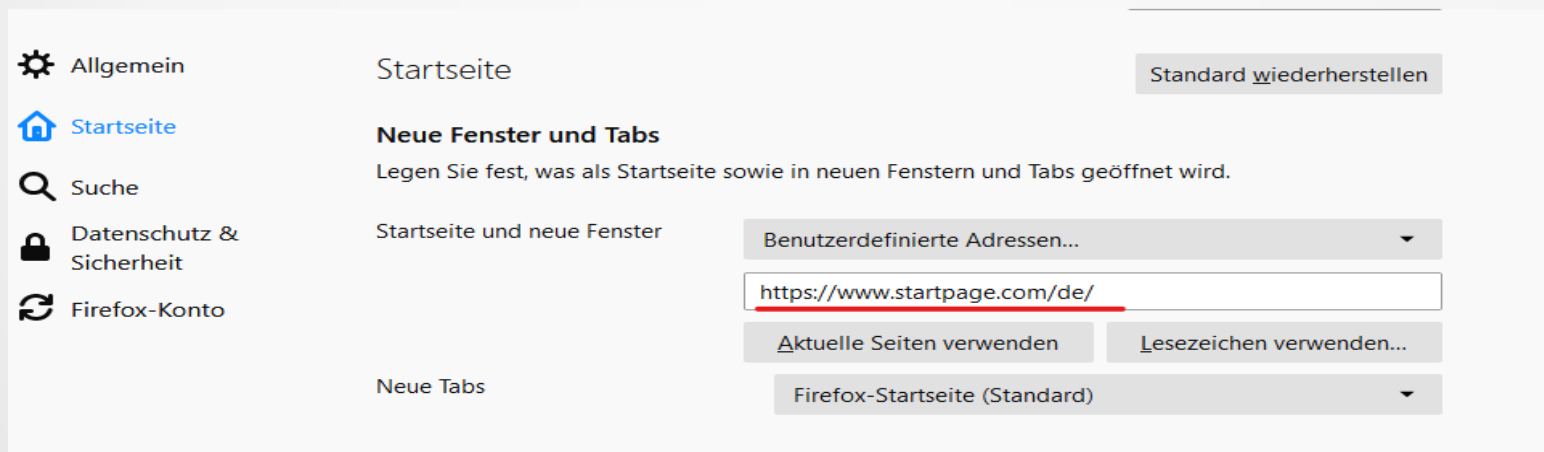 Allgemein
Startseite
Suche
Datenschutz &
Sicherheit
Firefox-Konto
Startseite
Standard wiederherstellen
Neue Fenster und Tabs
Legen Sie fest, was als Startseite sowie in neuen Fenstern und Tabs geöffnet wird.
Startseite und neue Fenster
Benutzerdefinierte Adressen...
https://www.startpage.com/de/
Aktuelle Seiten verwenden
Lesezeichen verwenden...
Neue Tabs
Firefox-Startseite (Standard)